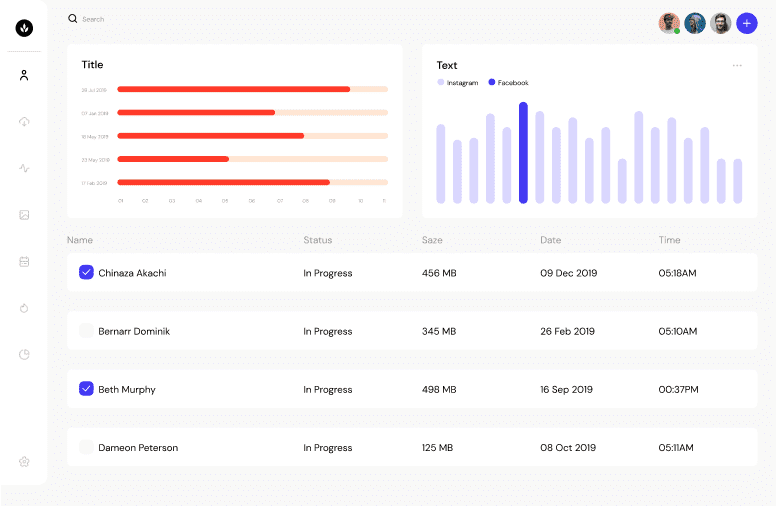 Search
Title
28 Jul 2019
07 Jan 2019
18 May 2019
23 May 2019
17 Feb 2019
01 02 03 04 05 06 07 08 09 10 11
Text
Instagram Facebook
Name Status Saze Date Time
Chinaza Akachi In Progress 456 MB 09 Dec 2019 05:18AM
Bernarr Dominik In Progress 345 MB 26 Feb 2019 05:10AM
Beth Murphy In Progress 498 MB 16 Sep 2019 00:37PM
Dameon Peterson In Progress 125 MB 08 Oct 2019 05:11AM